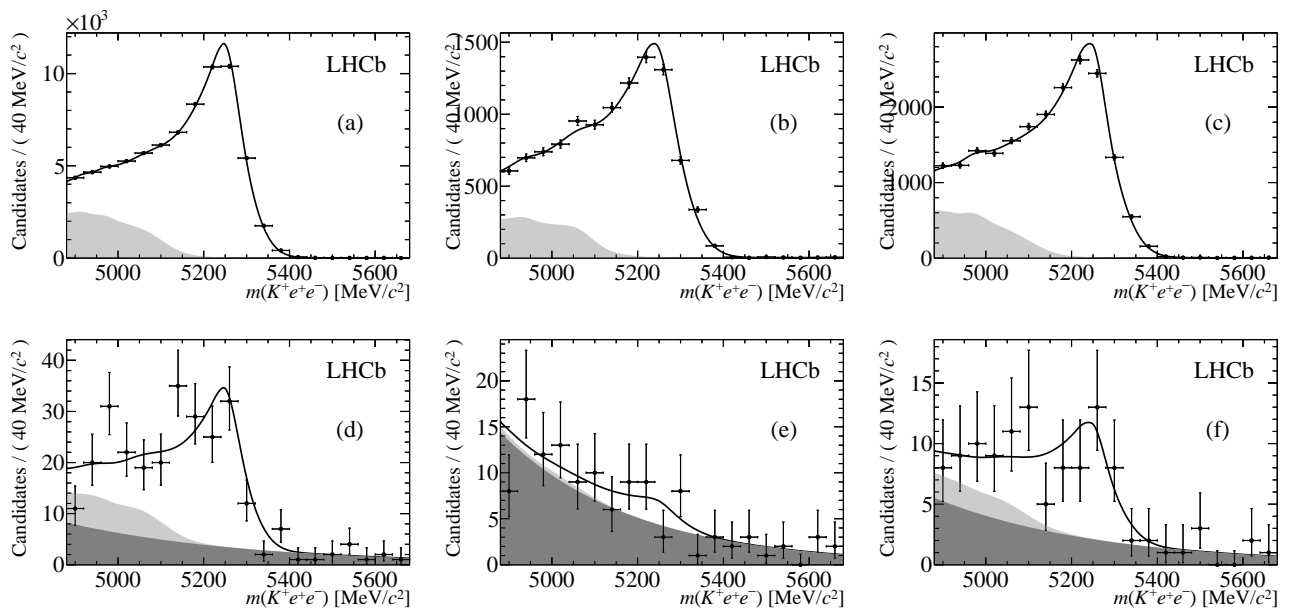 ×10³
10
5
0
5000 5200 5400 5600
m(K⁺e⁺e⁻) [MeV/c²]
Candidates / ( 40 MeV/c²)
LHCb
(a)
1500
1000
500
0
5000 5200 5400 5600
m(K⁺e⁺e⁻) [MeV/c²]
Candidates / ( 40 MeV/c²)
LHCb
(b)
2000
1000
0
5000 5200 5400 5600
m(K⁺e⁺e⁻) [MeV/c²]
Candidates / ( 40 MeV/c²)
LHCb
(c)
40
30
20
10
0
5000 5200 5400 5600
m(K⁺e⁺e⁻) [MeV/c²]
Candidates / ( 40 MeV/c²)
LHCb
(d)
20
15
10
5
0
5000 5200 5400 5600
m(K⁺e⁺e⁻) [MeV/c²]
Candidates / ( 40 MeV/c²)
LHCb
(e)
15
10
5
0
5000 5200 5400 5600
m(K⁺e⁺e⁻) [MeV/c²]
Candidates / ( 40 MeV/c²)
LHCb
(f)